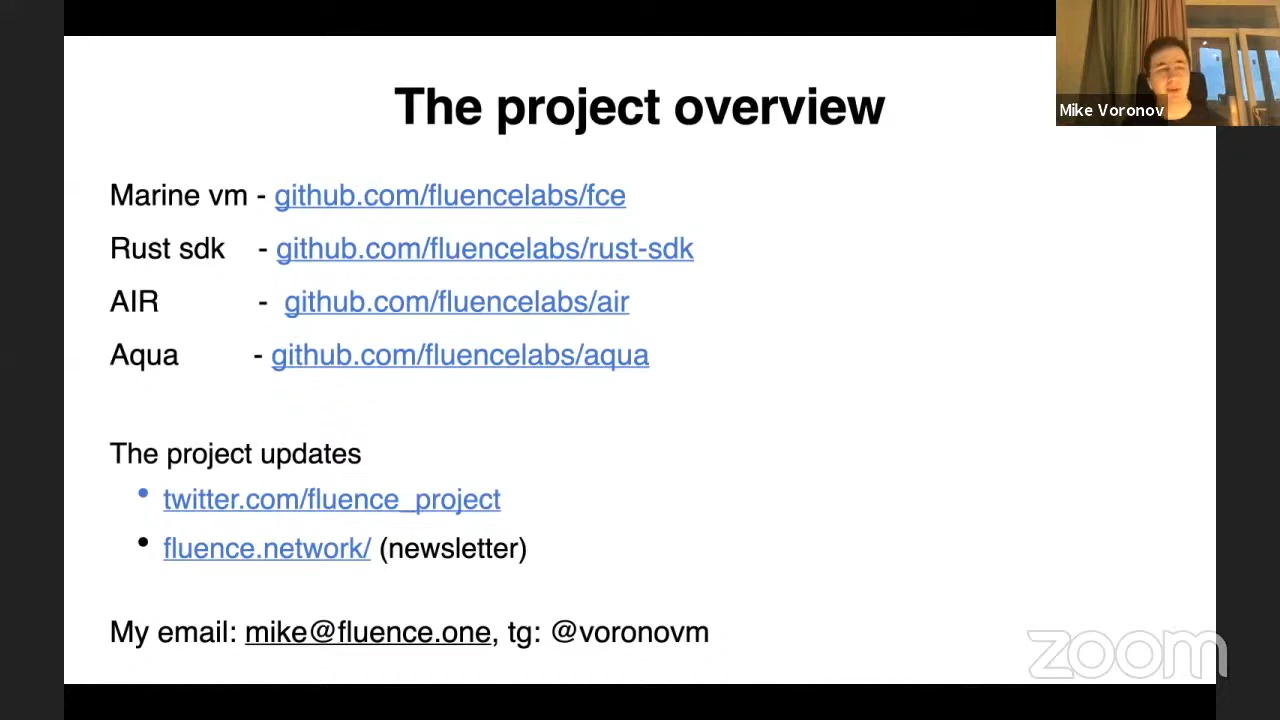 The project overview
Mike Voronov
Marine vm - github.com/fluencelabs/fce
Rust sdk - github.com/fluencelabs/rust-sdk
AIR - github.com/fluencelabs/air
Aqua - github.com/fluencelabs/aqua
The project updates
• twitter.com/fluence_project
• fluence.network/ (newsletter)
My email: mike@fluence.one, tg: @voronovm
zoom